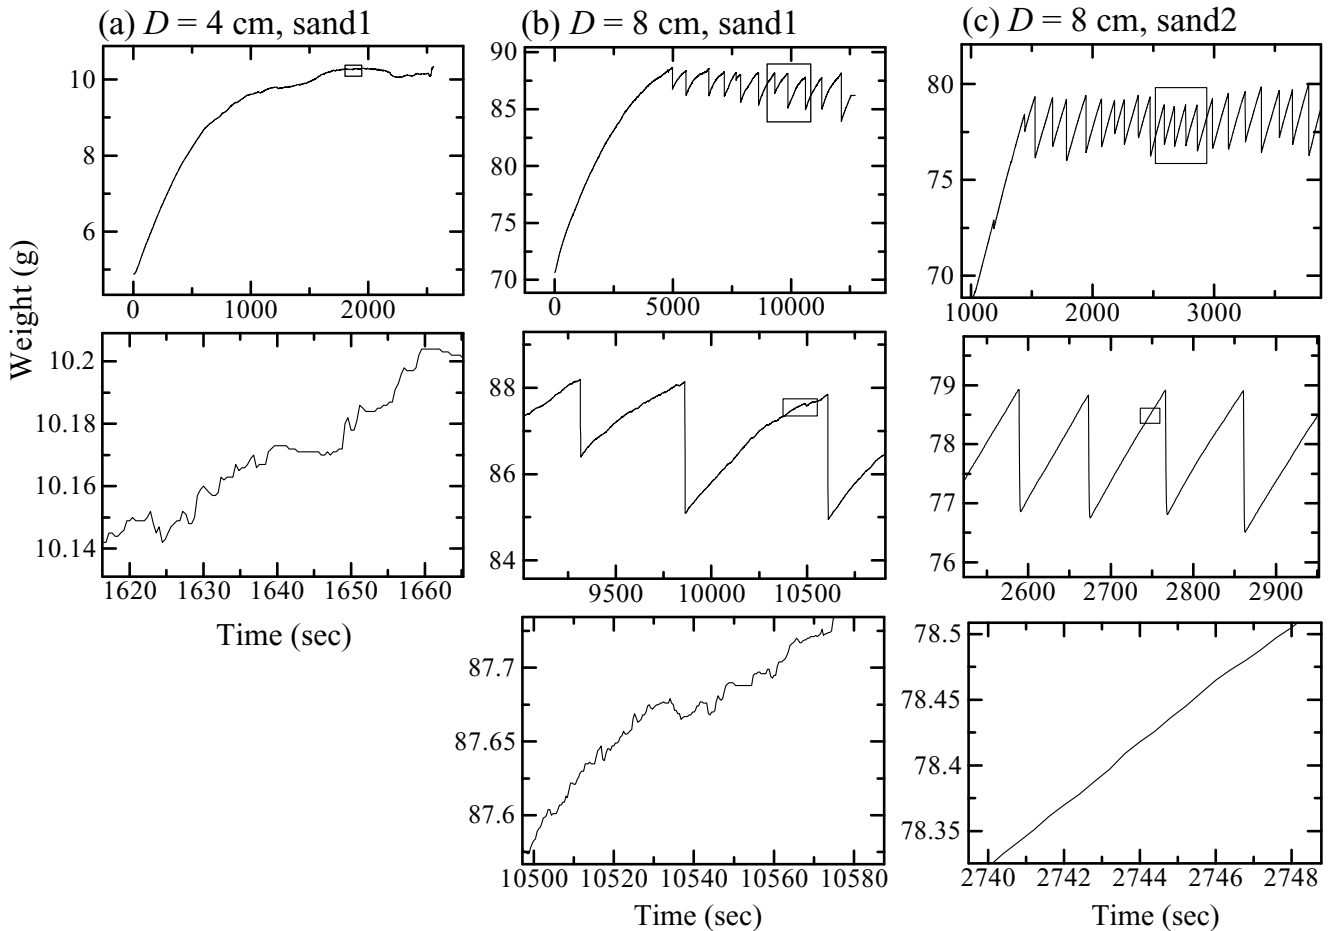 (a) D = 4 cm, sand1
(b) D = 8 cm, sand1
(c) D = 8 cm, sand2
Weight (g)
10
8
6
0 1000 2000
90
85
80
75
70
0 5000 10000
80
75
70
1000 2000 3000
10.2
10.18
10.16
10.14
1620 1630 1640 1650 1660
Time (sec)
88
86
84
9500 10000 10500
79
78
77
76
2600 2700 2800 2900
87.7
87.65
87.6
10500 10520 10540 10560 10580
Time (sec)
78.5
78.45
78.4
78.35
2740 2742 2744 2746 2748
Time (sec)